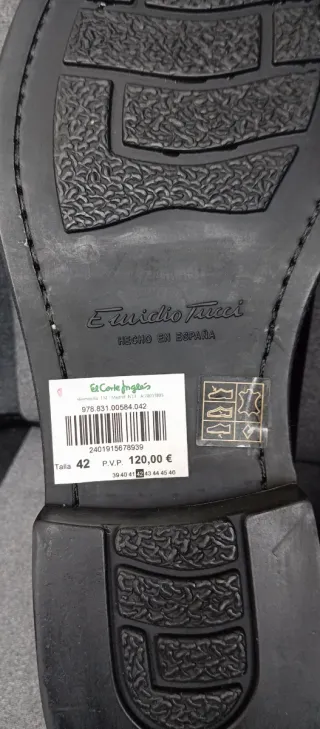 Emidio Tucci
HECHO EN ESPAÑA
El Corte Inglés
978.831.00584.042
2401915678939
Talla 42 P.V.P. 120,00 €
39 40 41 42 43 44 45 46